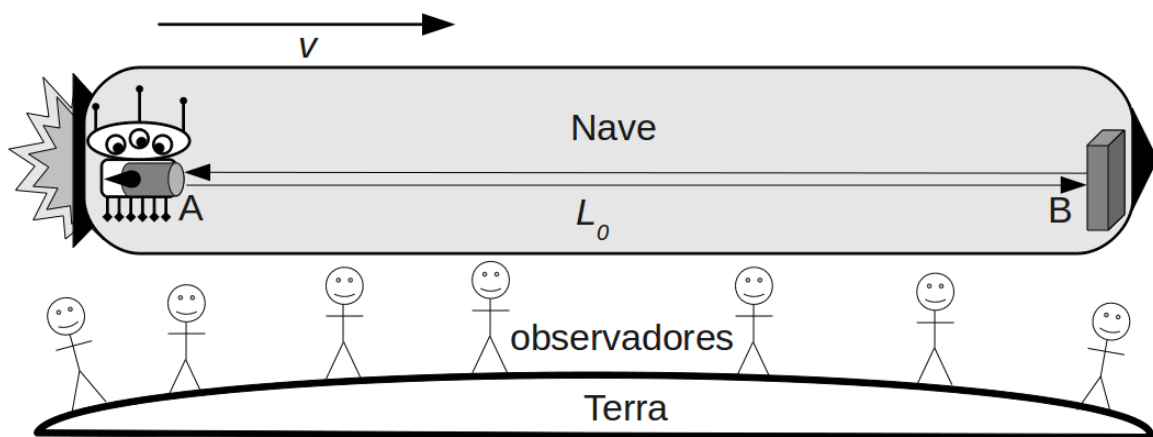 v
Nave
A
B
L₀
observadores
Terra